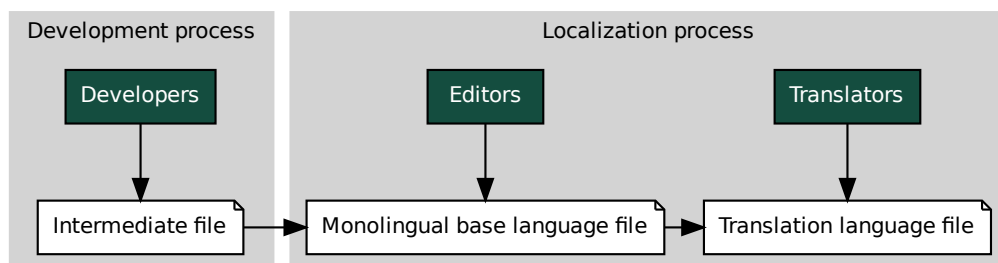 Development process
Localization process
Developers
Editors
Translators
Intermediate file
Monolingual base language file
Translation language file